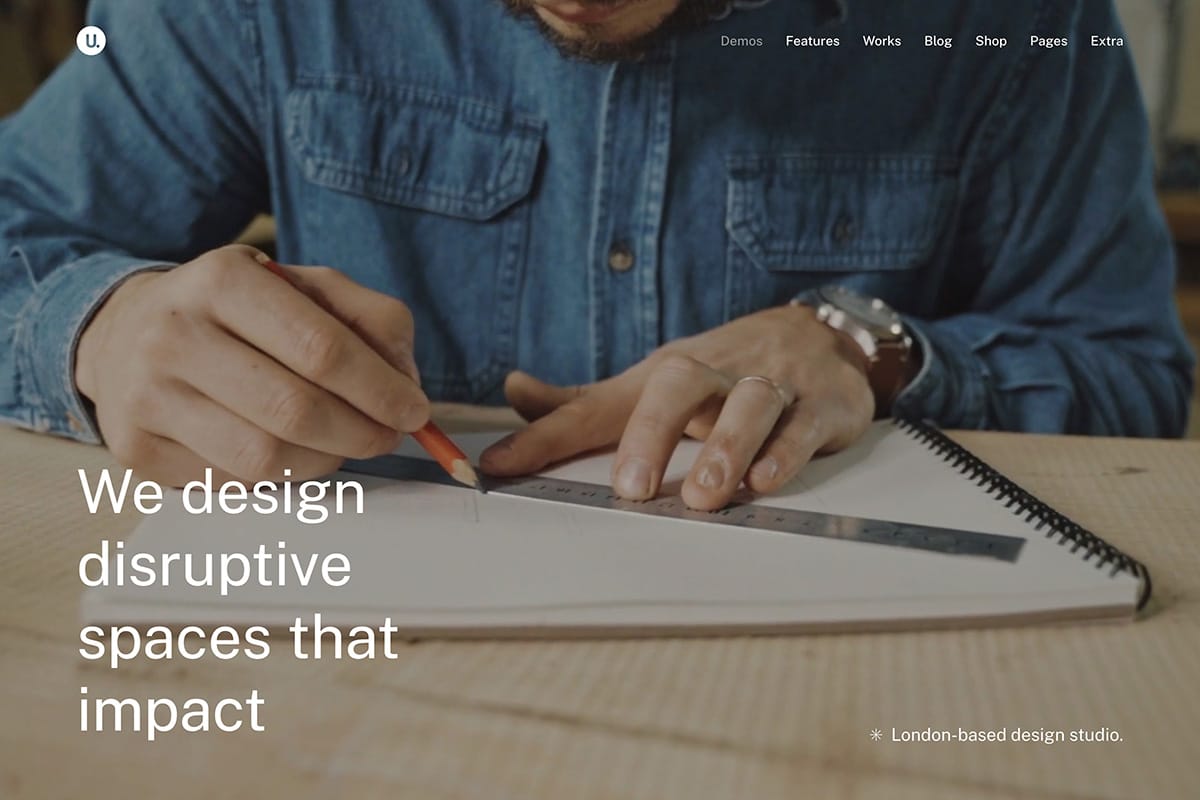 U.
Demos Features Works Blog Shop Pages Extra
We design
disruptive
spaces that
impact
✳ London-based design studio.